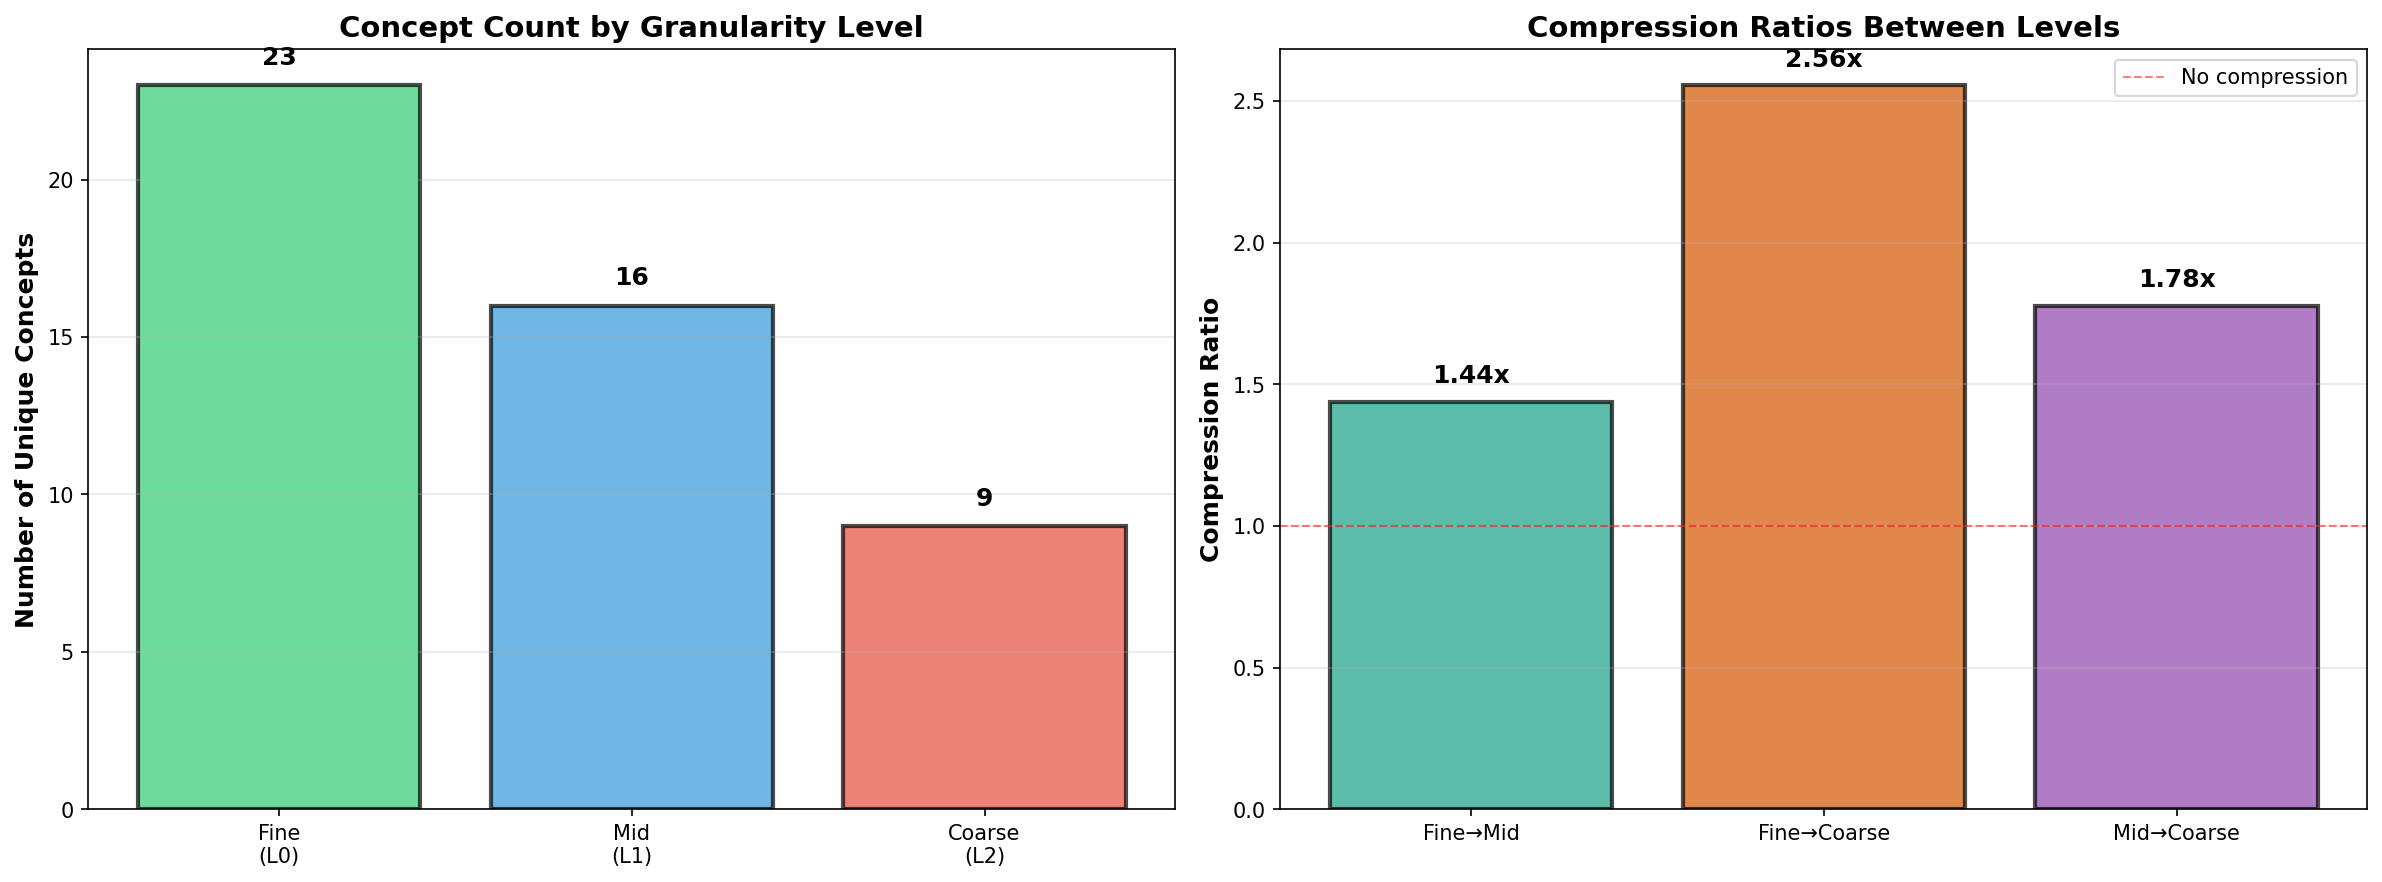 Concept Count by Granularity Level
Number of Unique Concepts
20
15
10
5
0
23
16
9
Fine
(L0)
Mid
(L1)
Coarse
(L2)
Compression Ratios Between Levels
Compression Ratio
2.5
2.0
1.5
1.0
0.5
0.0
1.44x
2.56x
1.78x
No compression
Fine→Mid
Fine→Coarse
Mid→Coarse